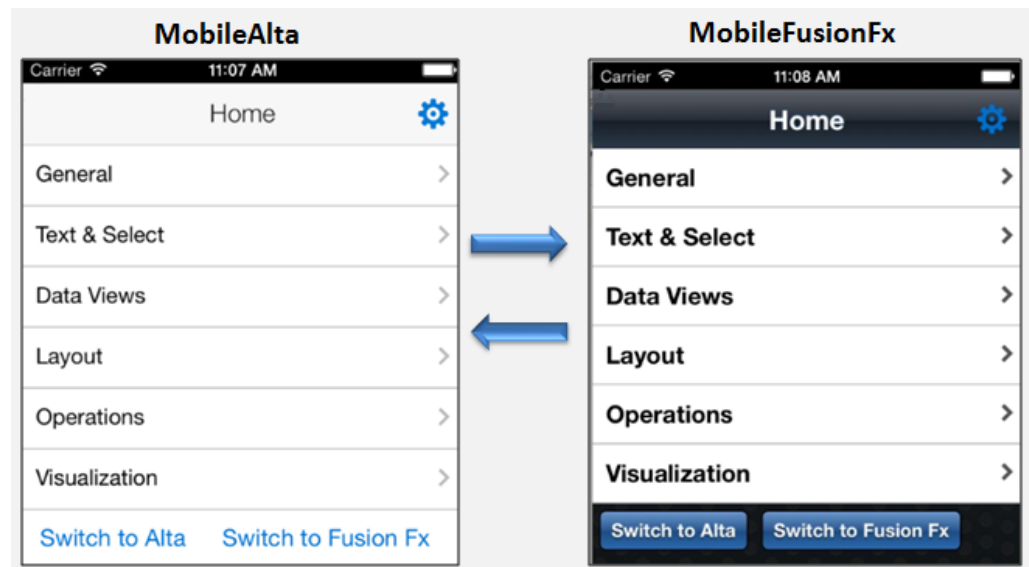 MobileAlta
Carrier 11:07 AM
Home
General
Text & Select
Data Views
Layout
Operations
Visualization
Switch to Alta Switch to Fusion Fx
MobileFusionFx
Carrier 11:08 AM
Home
General
Text & Select
Data Views
Layout
Operations
Visualization
Switch to Alta Switch to Fusion Fx